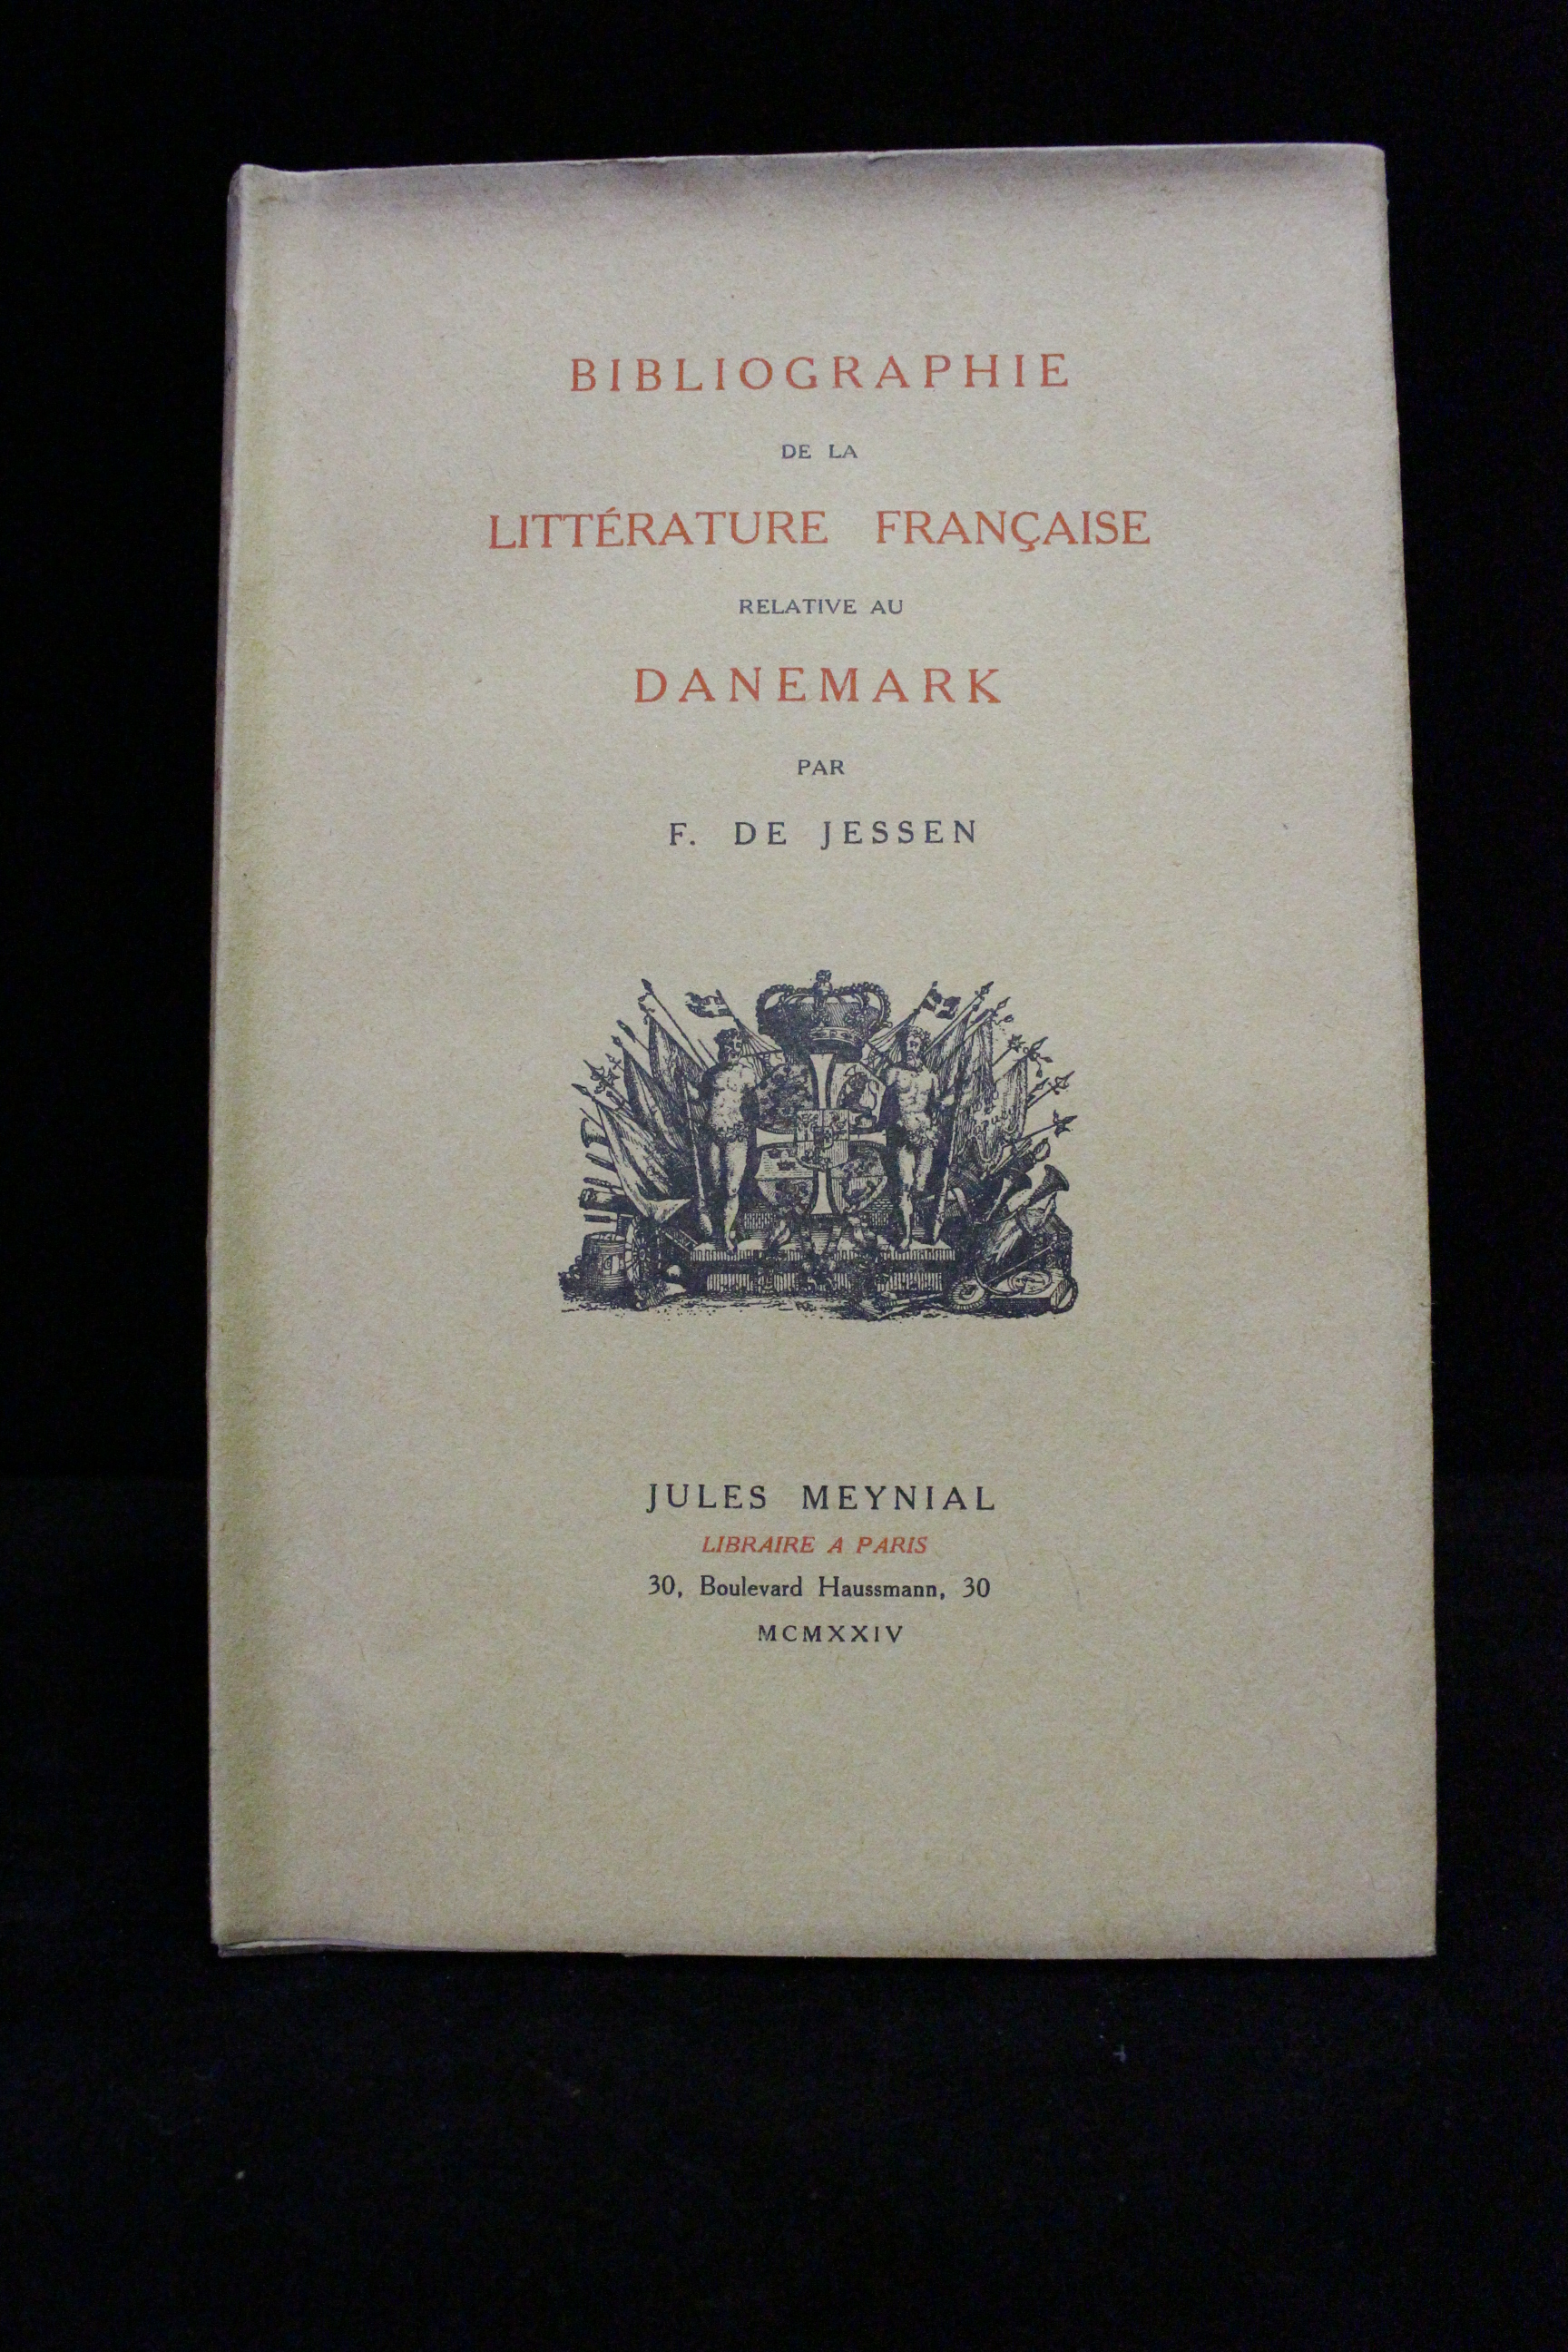 BIBLIOGRAPHIE
DE LA
LITTÉRATURE FRANÇAISE
RELATIVE AU
DANEMARK
PAR
F. DE JESSEN
JULES MEYNIAL
LIBRAIRE A PARIS
30, Boulevard Haussmann, 30
MCMXXIV